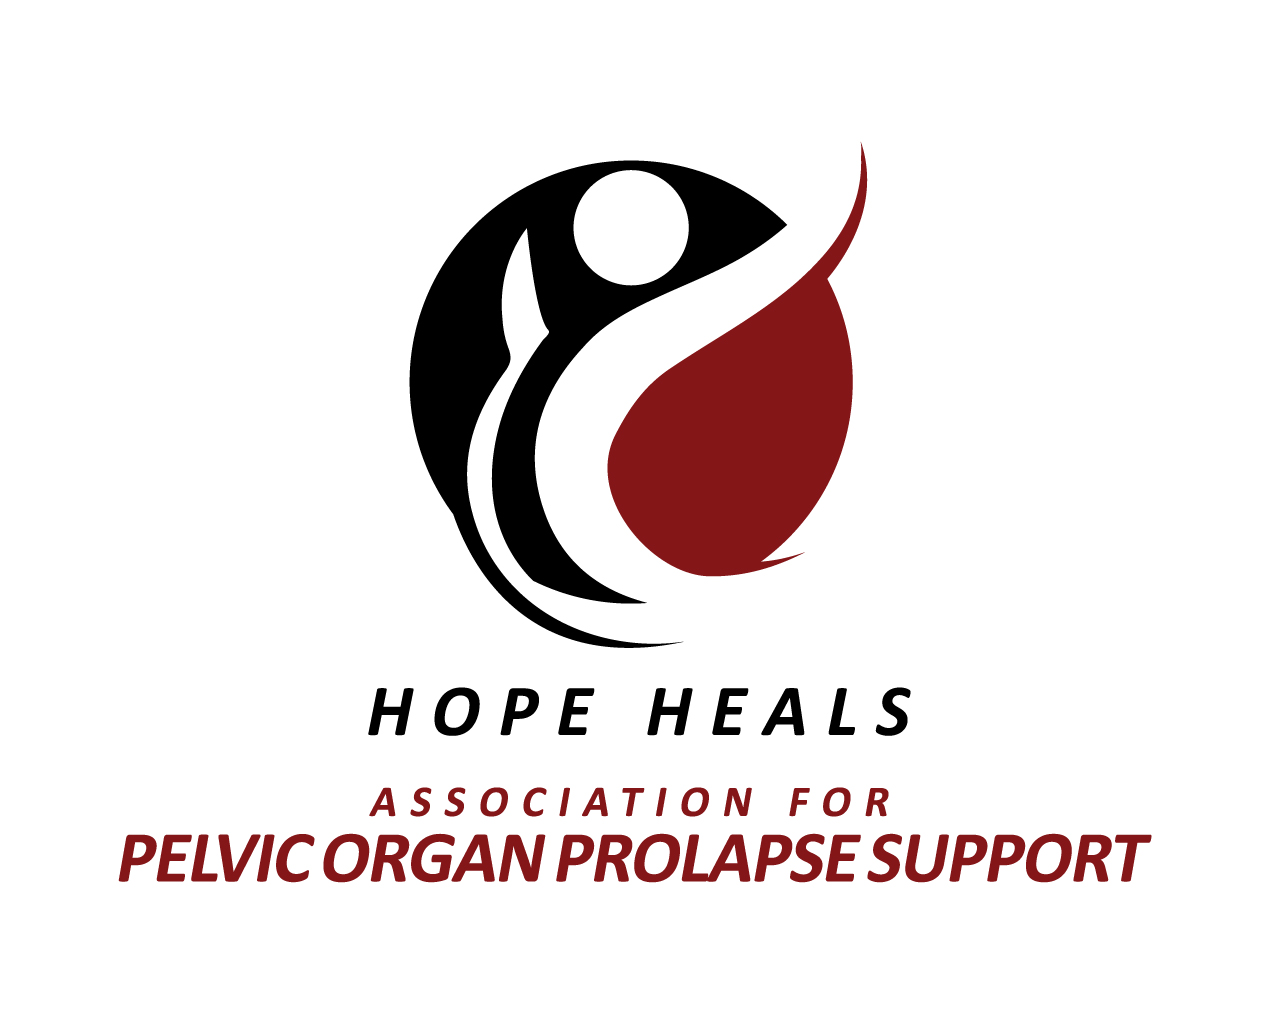 HOPE HEALS
ASSOCIATION FOR
PELVIC ORGAN PROLAPSE SUPPORT